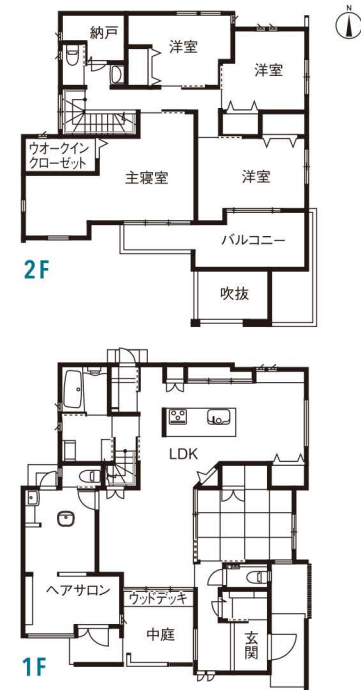 N
納戸
洋室
洋室
ウオークイン
クローゼット
主寝室
洋室
バルコニー
2F
吹抜
LDK
ヘアサロン
ウッドデッキ
中庭
玄関
1F